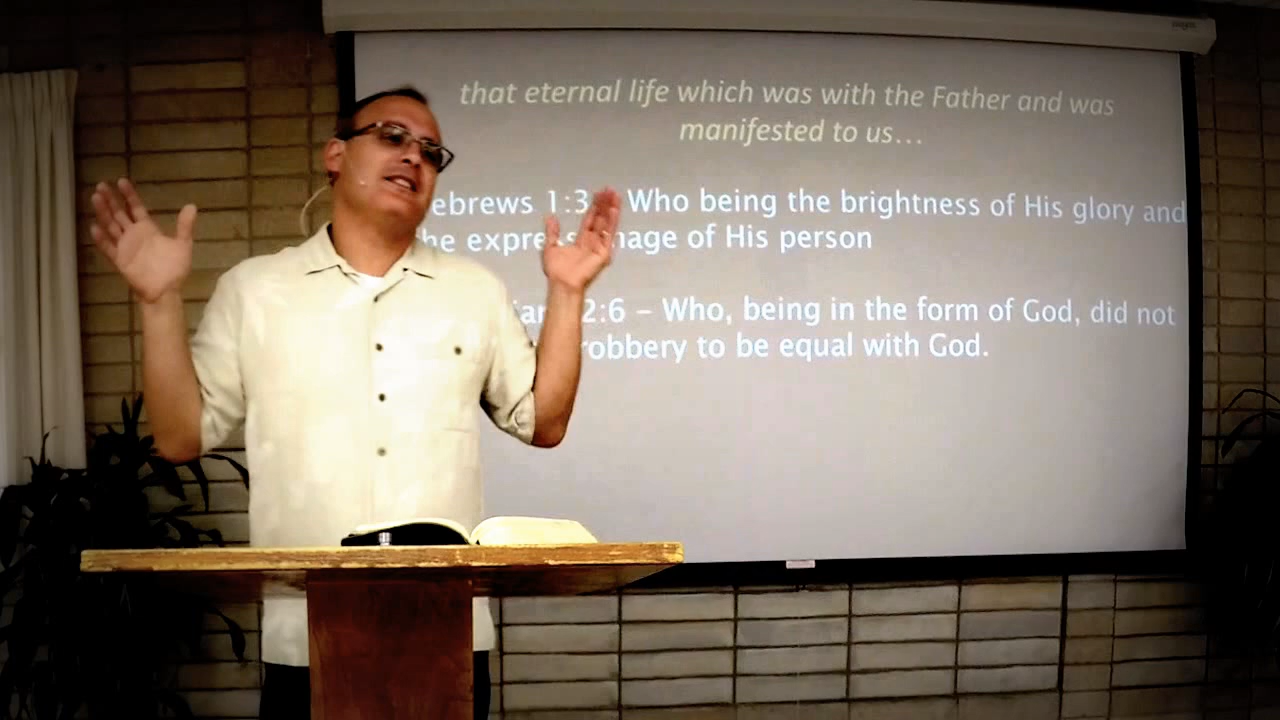 that eternal life which was with the Father and was
manifested to us...
ebrews 1:3 Who being the brightness of His glory and
he expre mage of His person
ian 2:6 – Who, being in the form of God, did not
robbery to be equal with God.